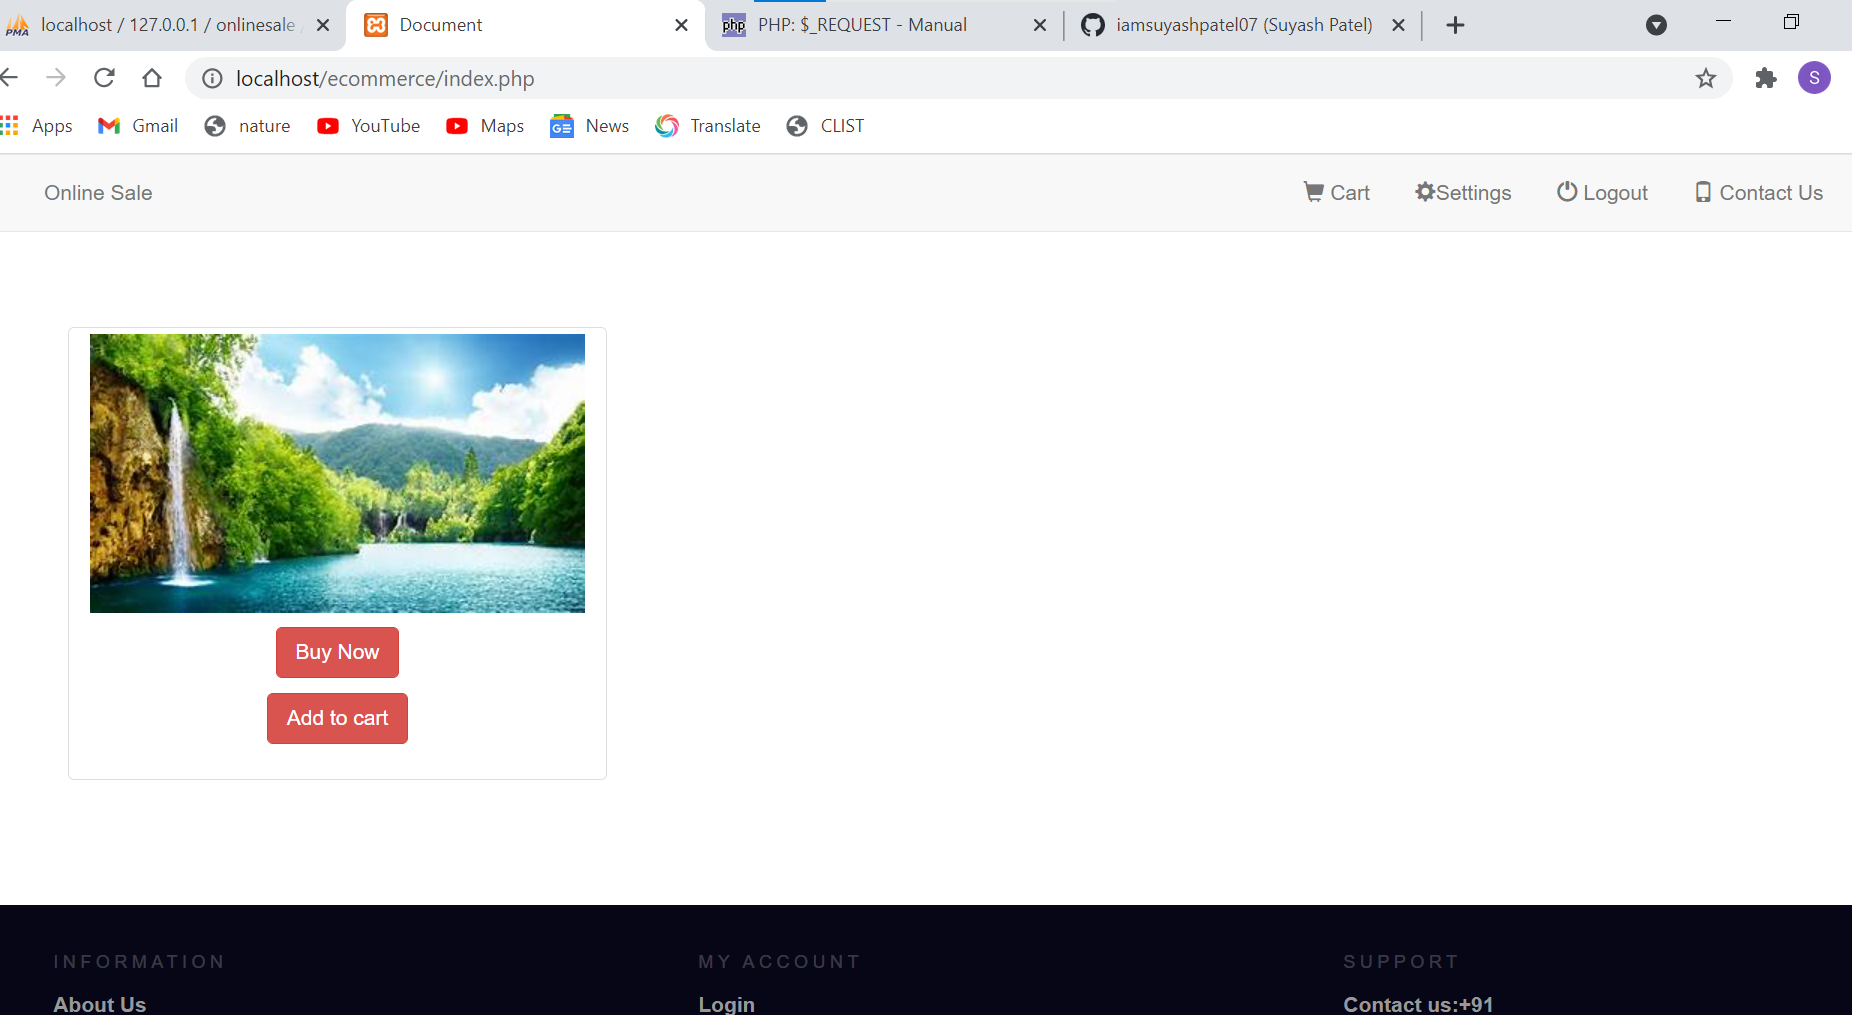 localhost / 127.0.0.1 / onlinesale
Document
PHP: $_REQUEST - Manual
iamsuyashpatel07 (Suyash Patel)
localhost/ecommerce/index.php
S
Apps
Gmail
nature
YouTube
Maps
News
Translate
CLIST
Online Sale
Cart
Settings
Logout
Contact Us
Buy Now
Add to cart
INFORMATION
MY ACCOUNT
SUPPORT
About Us
Login
Contact us:+91